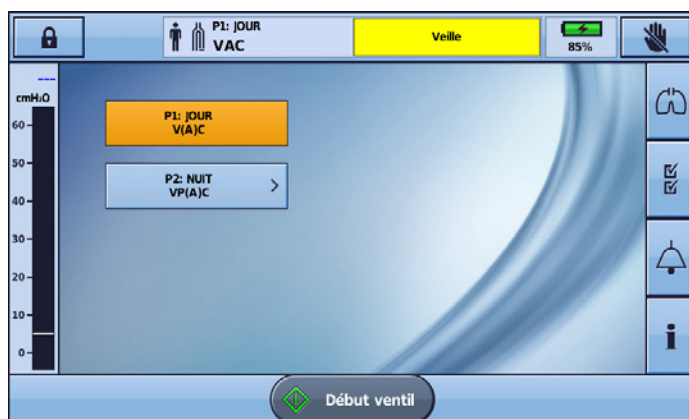 P1: JOUR
VAC
Veille
85%
---
cmH₂O
60
50
40
30
20
10
0
P1: JOUR
V(A)C
P2: NUIT
VP(A)C
i
Début ventil